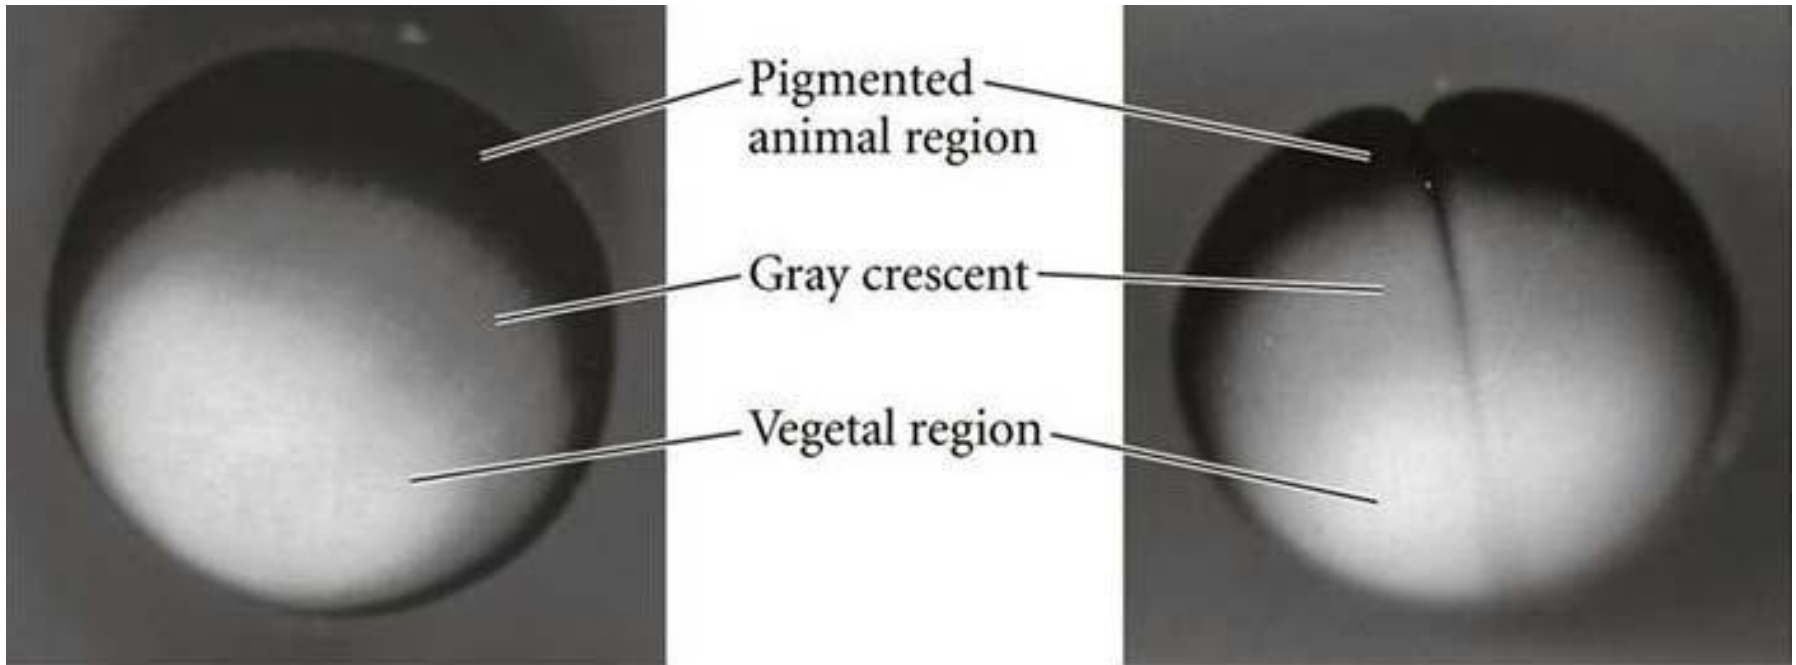 Pigmented
animal region
Gray crescent
Vegetal region